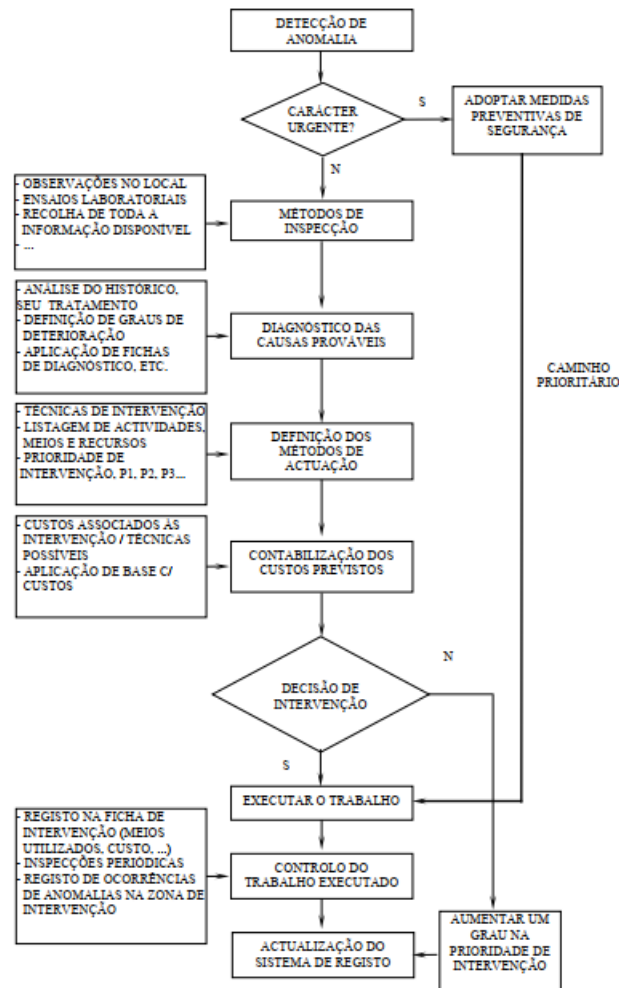 DETECÇÃO DE
ANOMALIA
CARÁCTER
URGENTE?
S
ADOPTAR MEDIDAS
PREVENTIVAS DE
SEGURANÇA
N
- OBSERVAÇÕES NO LOCAL
ENSAIOS LABORATORIAIS
- RECOLHA DE TODA A
INFORMAÇÃO DISPONÍVEL
- ...
MÉTODOS DE
INSPECÇÃO
- ANÁLISE DO HISTÓRICO,
SEU TRATAMENTO
- DEFINIÇÃO DE GRAUS DE
DETERIORAÇÃO
- APLICAÇÃO DE FICHAS
DE DIAGNÓSTICO, ETC.
DIAGNÓSTICO DAS
CAUSAS PROVÁVEIS
CAMINHO
PRIORITÁRIO
- TÉCNICAS DE INTERVENÇÃO
- LISTAGEM DE ACTIVIDADES,
MEIOS E RECURSOS
- PRIORIDADE DE
INTERVENÇÃO, P1, P2, P3...
DEFINIÇÃO DOS
MÉTODOS DE
ACTUAÇÃO
- CUSTOS ASSOCIADOS ÀS
INTERVENÇÃO / TÉCNICAS
POSSÍVEIS
- APLICAÇÃO DE BASE C/
CUSTOS
CONTABILIZAÇÃO DOS
CUSTOS PREVISTOS
N
DECISÃO DE
INTERVENÇÃO
S
EXECUTAR O TRABALHO
- REGISTO NA FICHA DE
INTERVENÇÃO (MEIOS
UTILIZADOS, CUSTO, ...)
- INSPECÇÕES PERIÓDICAS
- REGISTO DE OCORRÊNCIAS
DE ANOMALIAS NA ZONA DE
INTERVENÇÃO
CONTROLO DO
TRABALHO EXECUTADO
ACTUALIZAÇÃO DO
SISTEMA DE REGISTO
AUMENTAR UM
GRAU NA
PRIORIDADE DE
INTERVENÇÃO